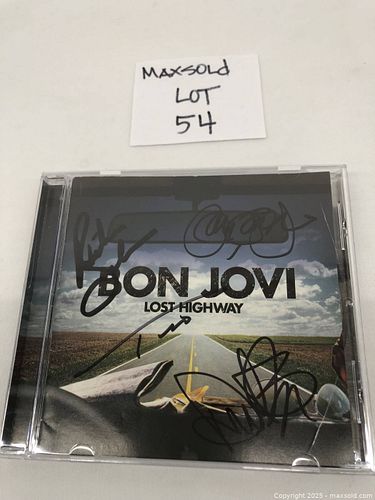 MAXSOLD
LOT
54
BON JOVI
LOST HIGHWAY
Copyright 2025 - maxsold.com